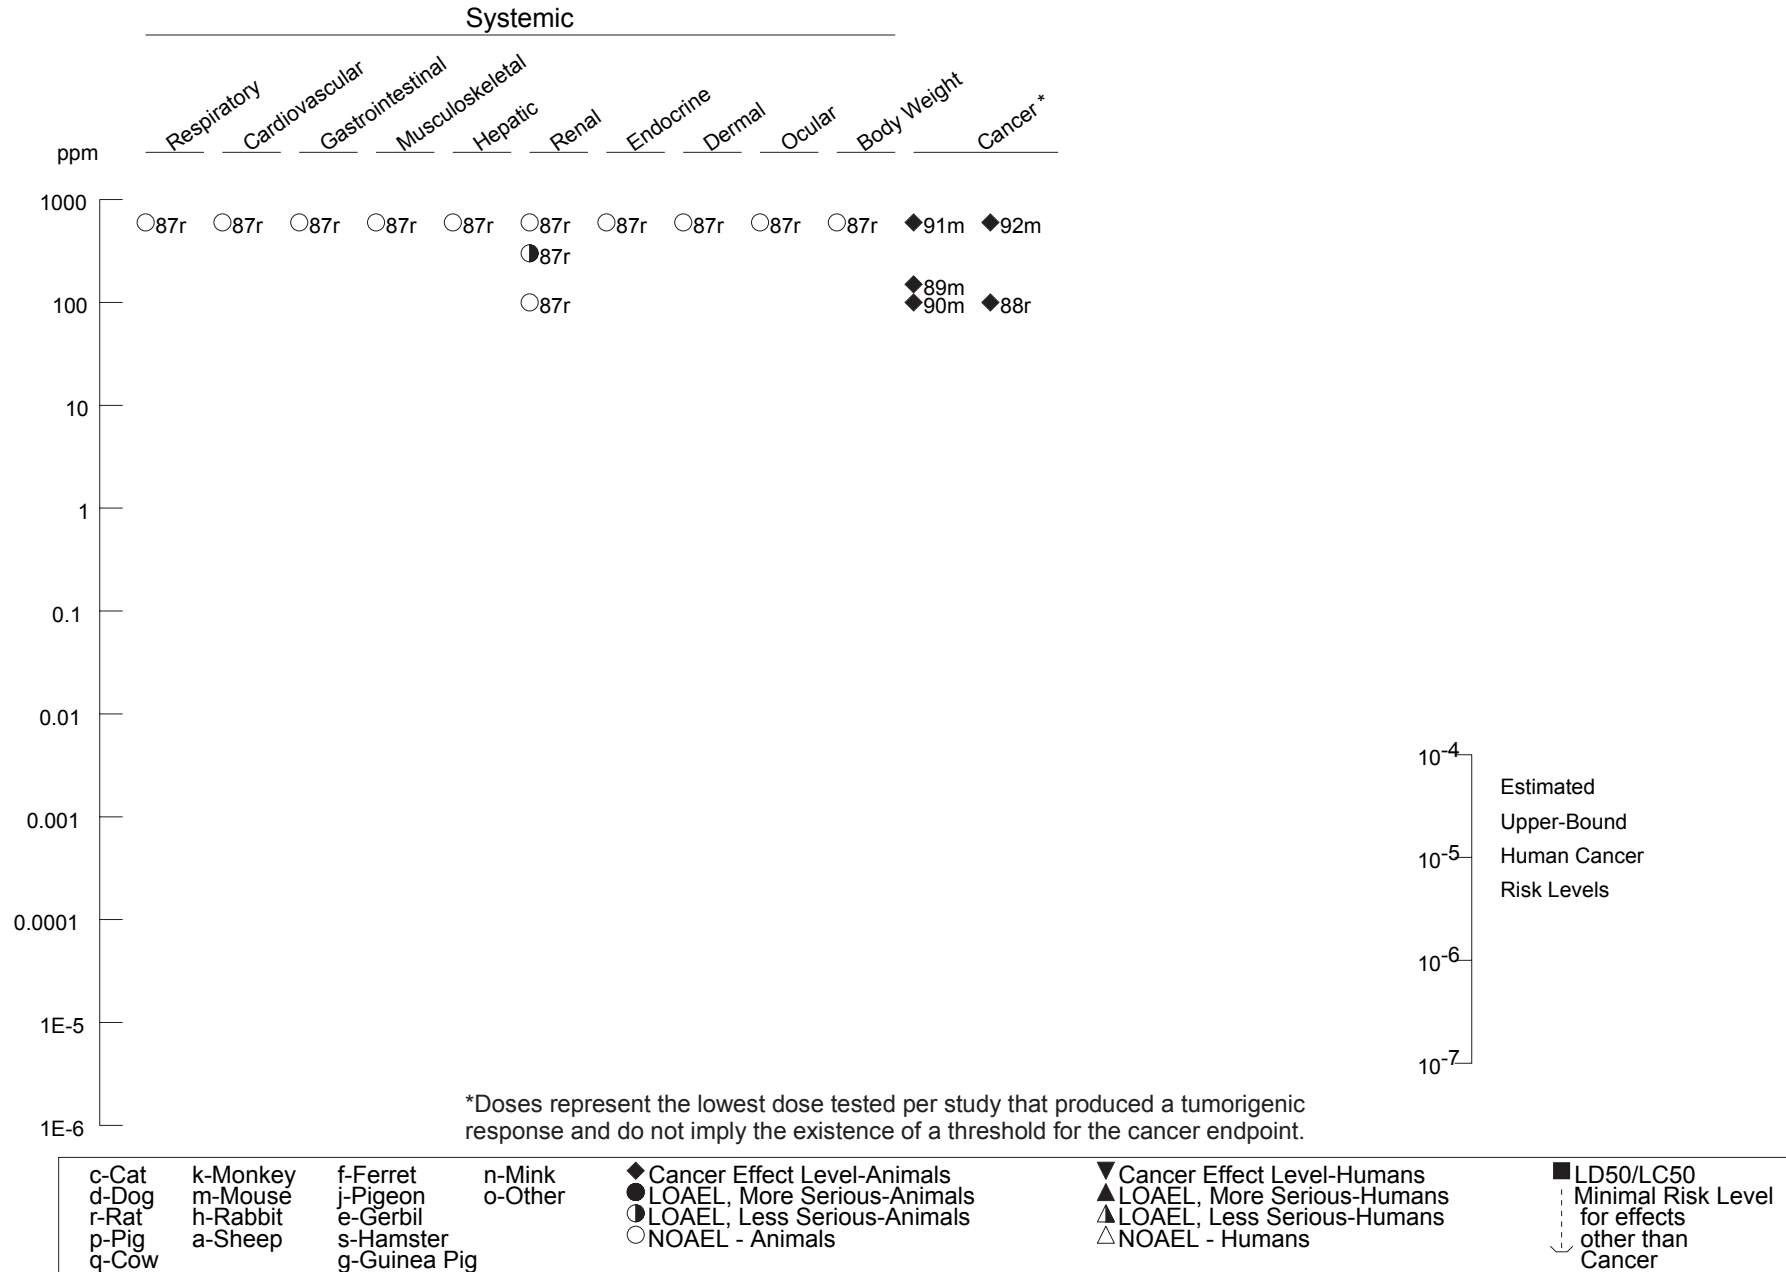 Systemic
Respiratory Cardiovascular Gastrointestinal Musculoskeletal Hepatic Renal Endocrine Dermal Ocular Body Weight Cancer *
ppm
1000
87r 87r 87r 87r 87r 87r 87r 87r 87r 87r 91m 92m
87r
89m
100 87r 90m 88r
10
1
0.1
0.01
0.001
0.0001
1E-5
1E-6
10-4
Estimated
Upper-Bound
10-5 Human Cancer
Risk Levels
10-6
10-7
*Doses represent the lowest dose tested per study that produced a tumorigenic
response and do not imply the existence of a threshold for the cancer endpoint.
c-Cat k-Monkey f-Ferret n-Mink Cancer Effect Level-Animals Cancer Effect Level-Humans LD50/LC50
d-Dog m-Mouse j-Pigeon o-Other LOAEL, More Serious-Animals LOAEL, More Serious-Humans Minimal Risk Level
r-Rat h-Rabbit e-Gerbil LOAEL, Less Serious-Animals LOAEL, Less Serious-Humans for effects
p-Pig a-Sheep s-Hamster NOAEL - Animals NOAEL - Humans other than
q-Cow g-Guinea Pig Cancer